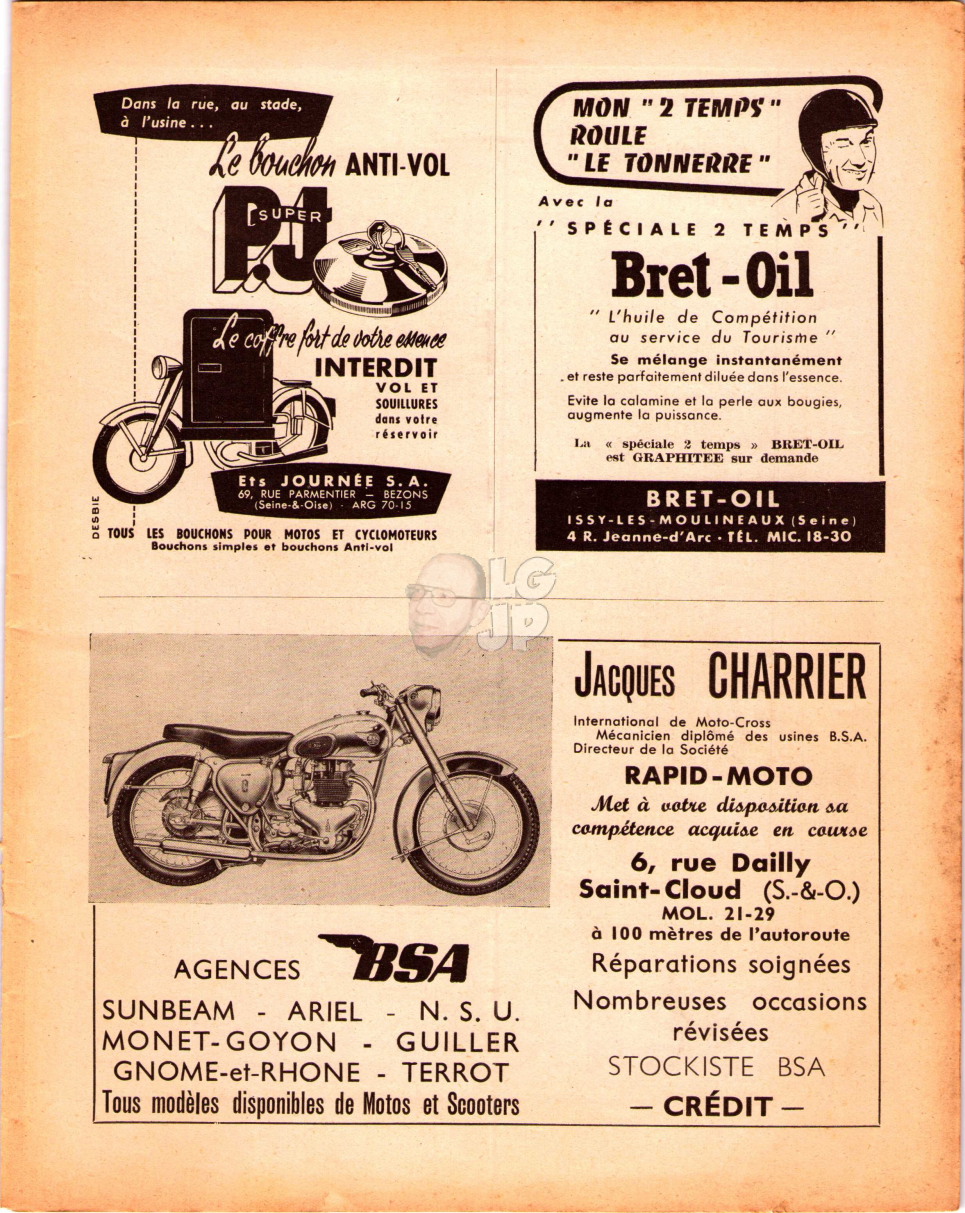 Dans la rue, au stade,
à l'usine...
Le bouchon ANTI-VOL
SUPER
PJ
Le coffre fort de votre essence
INTERDIT
VOL ET
SOUILLURES
dans votre
réservoir
Ets JOURNÉE S.A.
69, RUE PARMENTIER — BEZONS
(Seine-&-Oise) · ARG 70-15
DESBIE
TOUS LES BOUCHONS POUR MOTOS ET CYCLOMOTEURS
Bouchons simples et bouchons Anti-vol
MON "2 TEMPS"
ROULE
"LE TONNERRE"
Avec la
"SPÉCIALE 2 TEMPS"
Bret-Oil
"L'huile de Compétition
au service du Tourisme"
Se mélange instantanément
et reste parfaitement diluée dans l'essence.
Evite la calamine et la perle aux bougies,
augmente la puissance.
La « spéciale 2 temps » BRET-OIL
est GRAPHITEE sur demande
BRET-OIL
ISSY-LES-MOULINEAUX (Seine)
4 R. Jeanne-d'Arc · TÉL. MIC. 18-30
LG
JP
JACQUES CHARRIER
International de Moto-Cross
Mécanicien diplômé des usines B.S.A.
Directeur de la Société
RAPID-MOTO
Met à votre disposition sa
compétence acquise en course
6, rue Dailly
Saint-Cloud (S.-&-O.)
MOL. 21-29
à 100 mètres de l'autoroute
Réparations soignées
Nombreuses occasions
révisées
STOCKISTE BSA
— CRÉDIT —
AGENCES BSA
SUNBEAM - ARIEL - N. S. U.
MONET-GOYON - GUILLER
GNOME-et-RHONE - TERROT
Tous modèles disponibles de Motos et Scooters